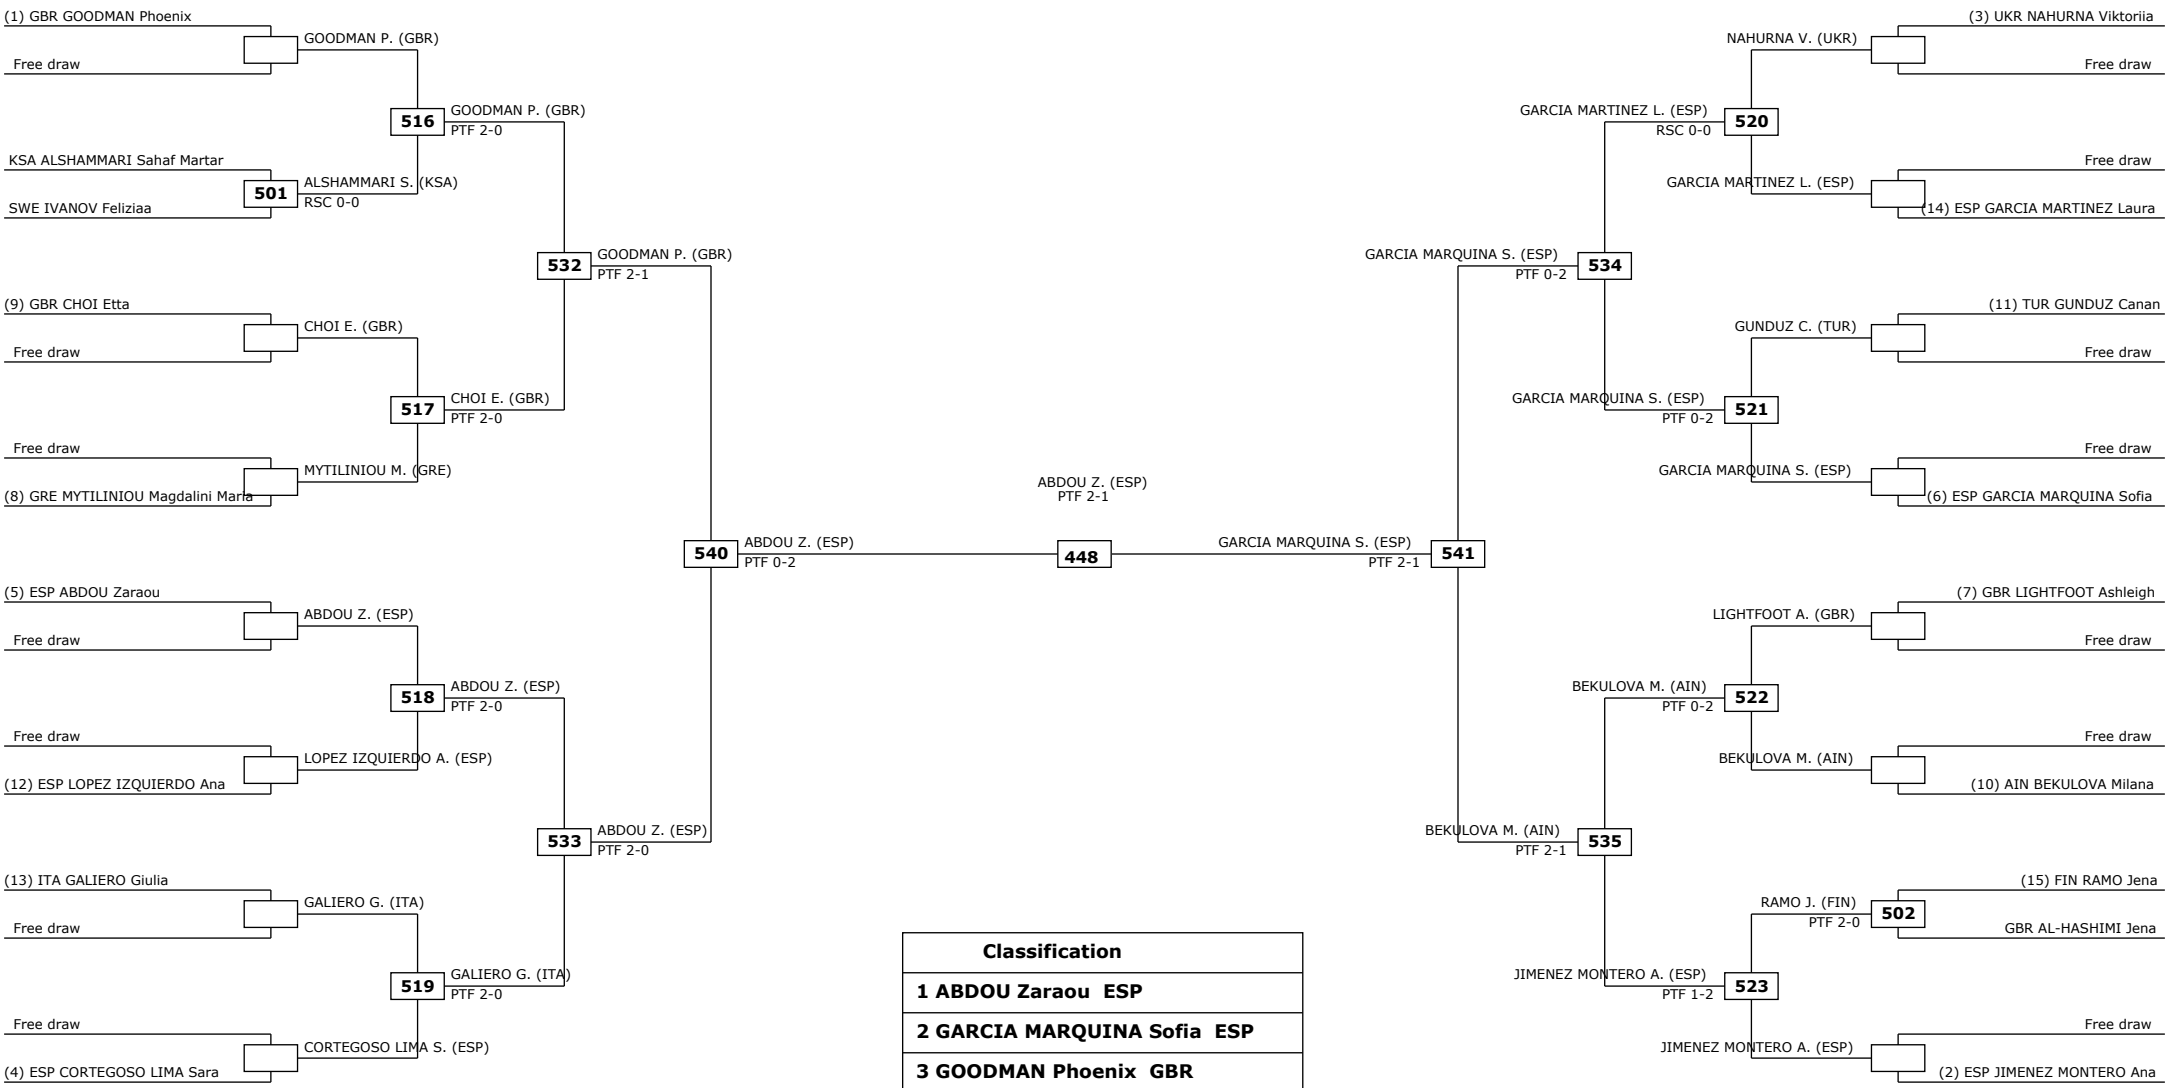 (1) GBR GOODMAN Phoenix
GOODMAN P. (GBR)
Free draw
516
GOODMAN P. (GBR)
PTF 2-0
KSA ALSHAMMARI Sahaf Martar
501
ALSHAMMARI S. (KSA)
RSC 0-0
SWE IVANOV Feliziaa
532
GOODMAN P. (GBR)
PTF 2-1
(9) GBR CHOI Etta
CHOI E. (GBR)
Free draw
517
CHOI E. (GBR)
PTF 2-0
Free draw
MYTILINIOU M. (GRE)
(8) GRE MYTILINIOU Magdalini Maria
540
ABDOU Z. (ESP)
PTF 0-2
(5) ESP ABDOU Zaraou
ABDOU Z. (ESP)
Free draw
518
ABDOU Z. (ESP)
PTF 2-0
Free draw
LOPEZ IZQUIERDO A. (ESP)
(12) ESP LOPEZ IZQUIERDO Ana
533
ABDOU Z. (ESP)
PTF 2-0
(13) ITA GALIERO Giulia
GALIERO G. (ITA)
Free draw
519
GALIERO G. (ITA)
PTF 2-0
Free draw
CORTEGOSO LIMA S. (ESP)
(4) ESP CORTEGOSO LIMA Sara
ABDOU Z. (ESP)
PTF 2-1
448
(3) UKR NAHURNA Viktoriia
NAHURNA V. (UKR)
Free draw
GARCIA MARTINEZ L. (ESP)
RSC 0-0
520
Free draw
GARCIA MARTINEZ L. (ESP)
(14) ESP GARCIA MARTINEZ Laura
GARCIA MARQUINA S. (ESP)
PTF 0-2
534
(11) TUR GUNDUZ Canan
GUNDUZ C. (TUR)
Free draw
GARCIA MARQUINA S. (ESP)
PTF 0-2
521
Free draw
GARCIA MARQUINA S. (ESP)
(6) ESP GARCIA MARQUINA Sofia
GARCIA MARQUINA S. (ESP)
PTF 2-1
541
(7) GBR LIGHTFOOT Ashleigh
LIGHTFOOT A. (GBR)
Free draw
BEKULOVA M. (AIN)
PTF 0-2
522
Free draw
BEKULOVA M. (AIN)
(10) AIN BEKULOVA Milana
BEKULOVA M. (AIN)
PTF 2-1
535
(15) FIN RAMO Jena
RAMO J. (FIN)
PTF 2-0
502
GBR AL-HASHIMI Jena
JIMENEZ MONTERO A. (ESP)
PTF 1-2
523
Free draw
JIMENEZ MONTERO A. (ESP)
(2) ESP JIMENEZ MONTERO Ana
Classification
1 ABDOU Zaraou ESP
2 GARCIA MARQUINA Sofia ESP
3 GOODMAN Phoenix GBR